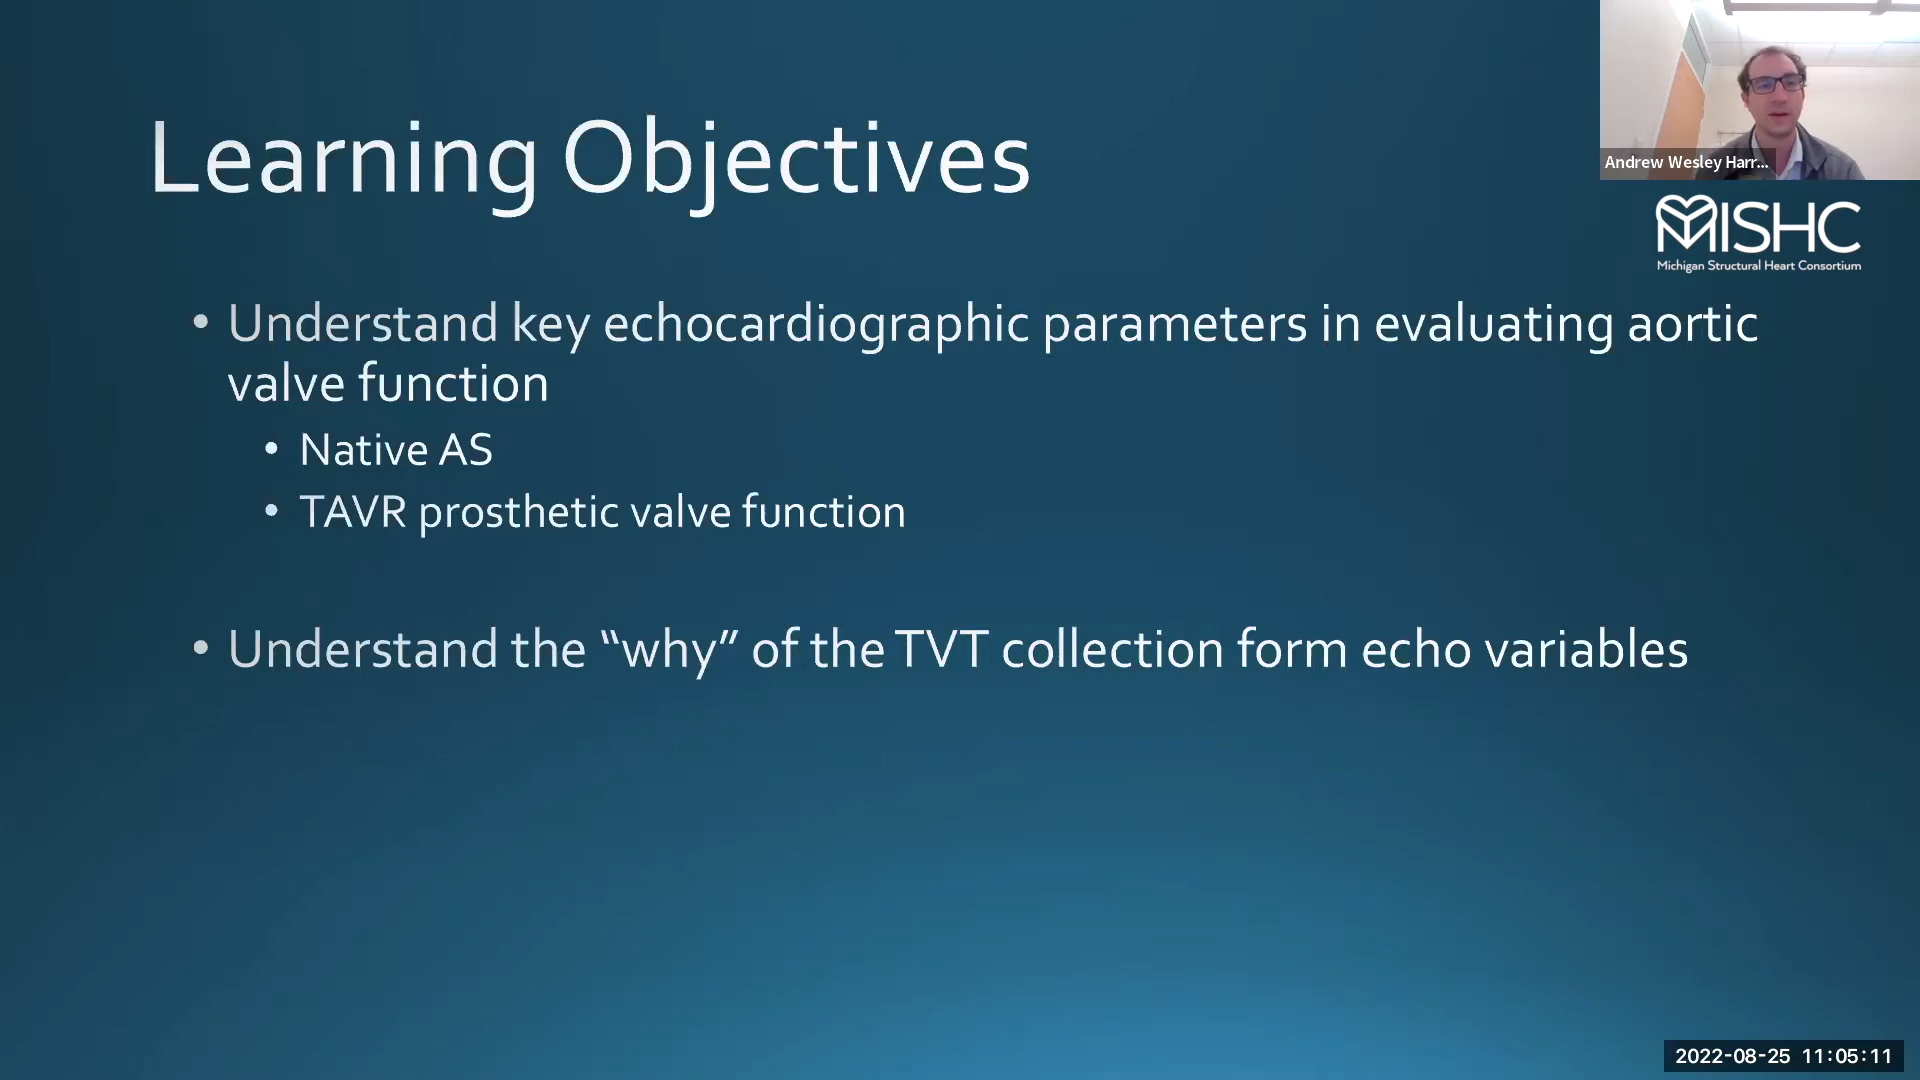 Learning Objectives
Andrew Wesley Harr...
MISHC
Michigan Structural Heart Consortium
• Understand key echocardiographic parameters in evaluating aortic
valve function
• Native AS
• TAVR prosthetic valve function
• Understand the “why” of the TVT collection form echo variables
2022-08-25 11:05:11